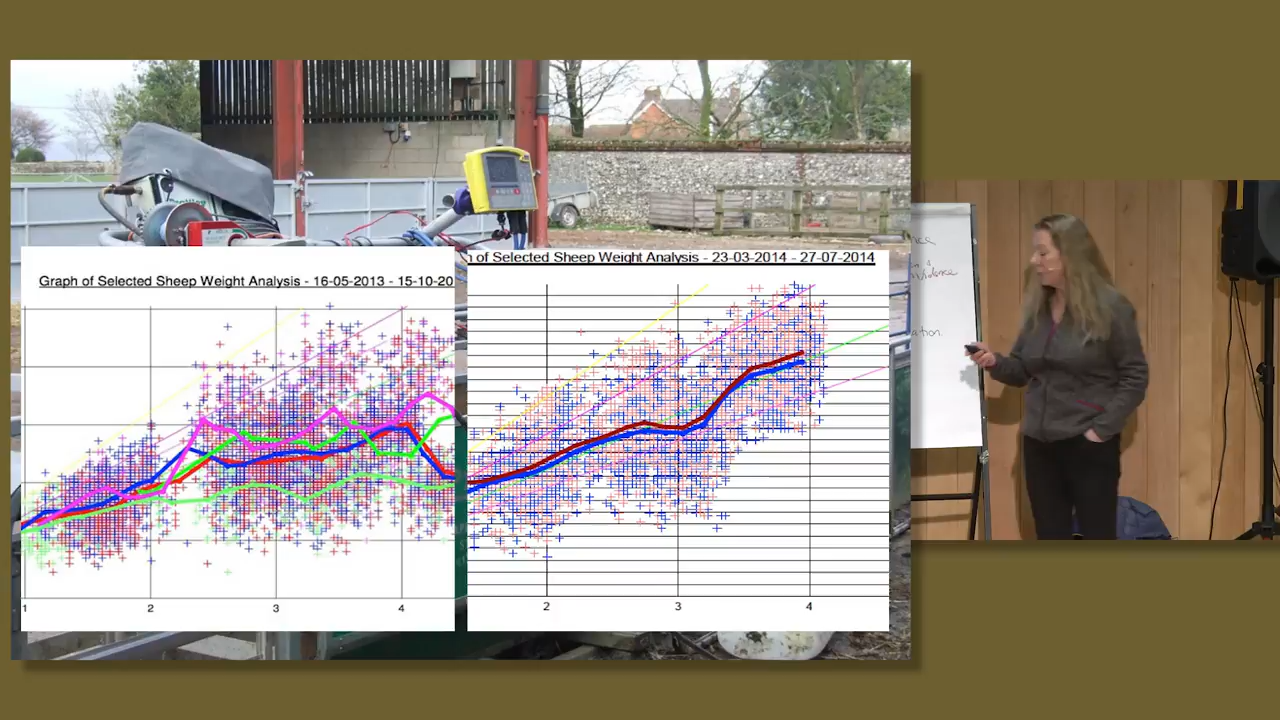 Graph of Selected Sheep Weight Analysis - 16-05-2013 - 15-10-20
of Selected Sheep Weight Analysis - 23-03-2014 - 27-07-2014
1 2 3 4
2 3 4